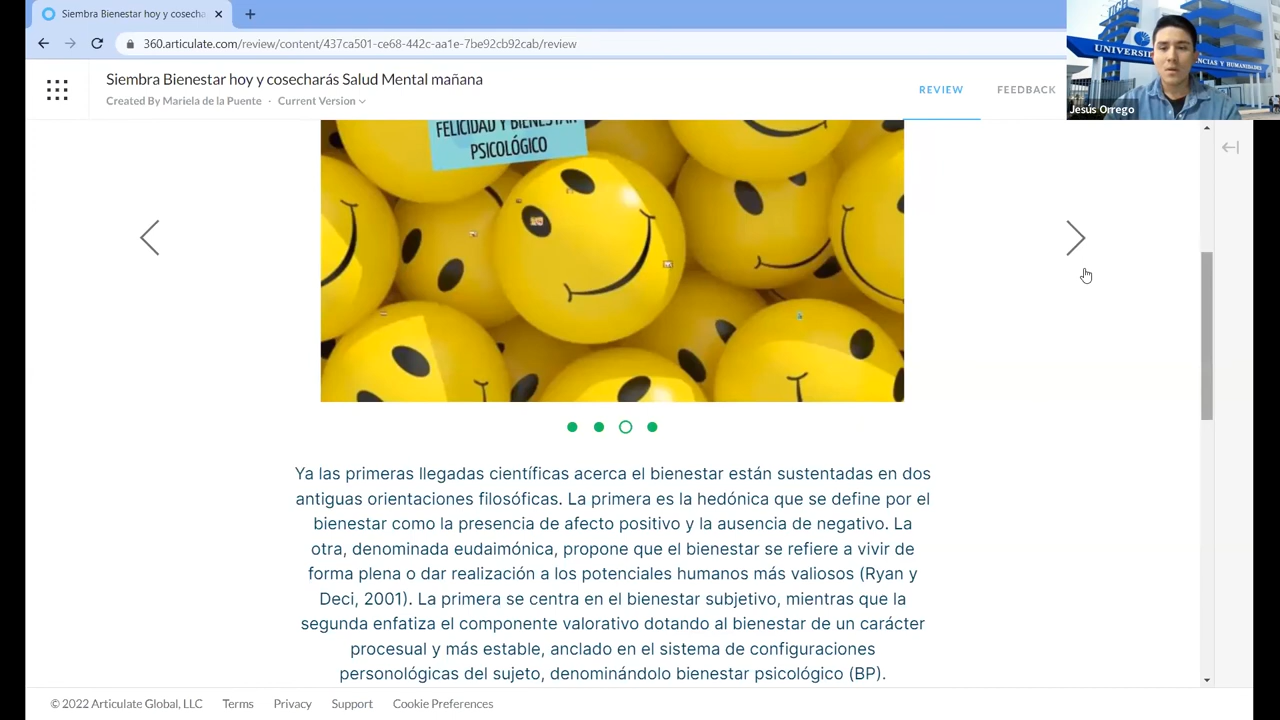 Siembra Bienestar hoy y cosecha
360.articulate.com/review/content/437ca501-ce68-442c-aa1e-7be92cb92cab/review
Siembra Bienestar hoy y cosecharás Salud Mental mañana
Created By Mariela de la Puente · Current Version
REVIEW
FEEDBACK
UCH
UNIVERSI
NCIAS Y HUMANIDADES
Jesús Orrego
FELICIDAD Y BIENESTAR
PSICOLÓGICO
Ya las primeras llegadas científicas acerca el bienestar están sustentadas en dos
antiguas orientaciones filosóficas. La primera es la hedónica que se define por el
bienestar como la presencia de afecto positivo y la ausencia de negativo. La
otra, denominada eudaimónica, propone que el bienestar se refiere a vivir de
forma plena o dar realización a los potenciales humanos más valiosos (Ryan y
Deci, 2001). La primera se centra en el bienestar subjetivo, mientras que la
segunda enfatiza el componente valorativo dotando al bienestar de un carácter
procesual y más estable, anclado en el sistema de configuraciones
personológicas del sujeto, denominándolo bienestar psicológico (BP).
© 2022 Articulate Global, LLC
Terms
Privacy
Support
Cookie Preferences